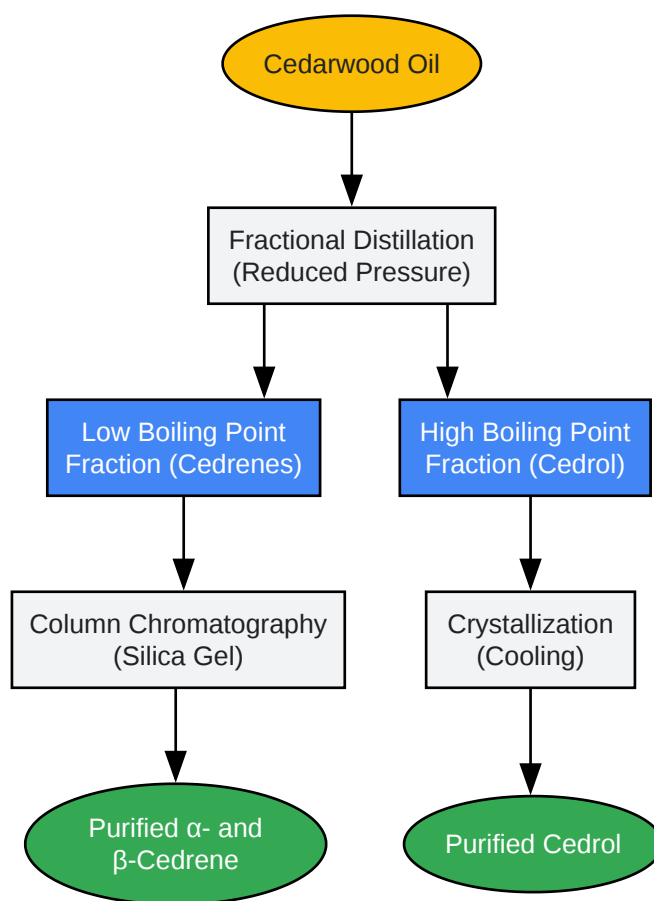 Cedarwood Oil
Fractional Distillation
(Reduced Pressure)
Low Boiling Point
Fraction (Cedrenes)
High Boiling Point
Fraction (Cedrol)
Column Chromatography
(Silica Gel)
Crystallization
(Cooling)
Purified α- and
β-Cedrene
Purified Cedrol